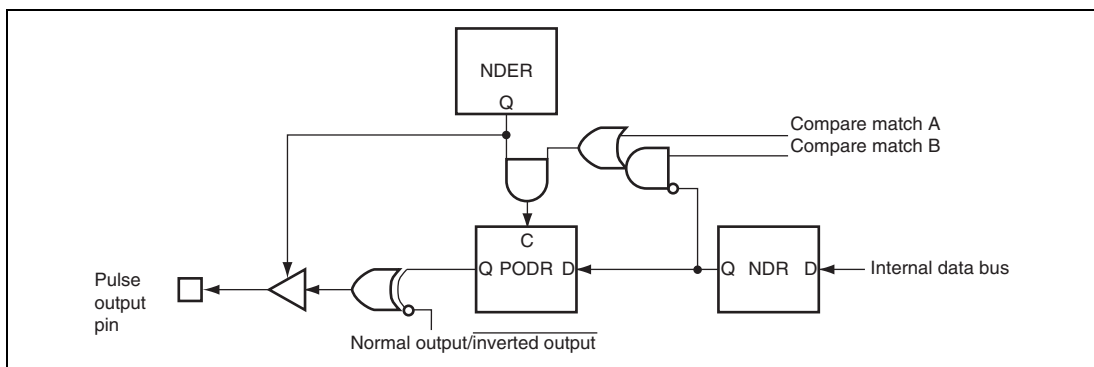 NDER
Q
Compare match A
Compare match B
C
Q PODR D
Q NDR D
Internal data bus
Pulse
output
pin
Normal output/inverted output